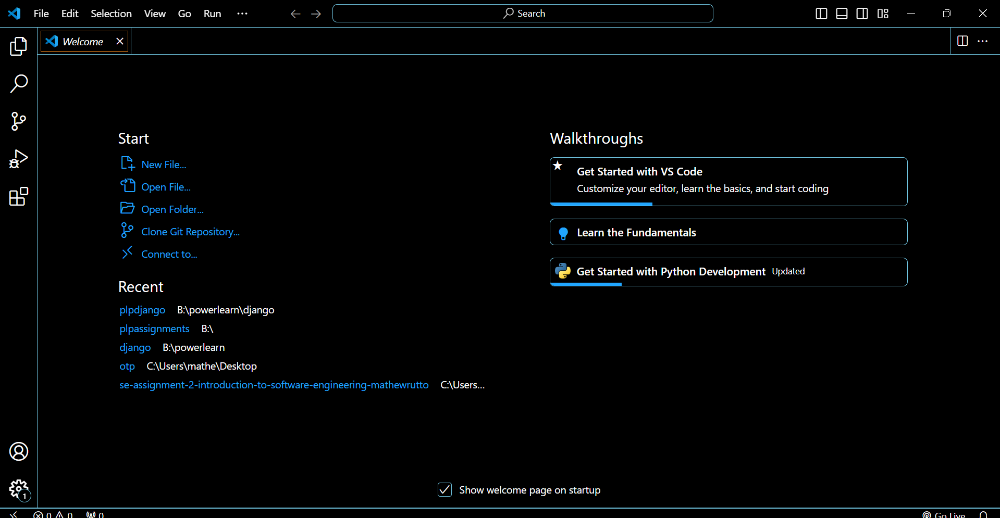 File Edit Selection View Go Run ··· Search
Welcome
Start
New File...
Open File...
Open Folder...
Clone Git Repository...
Connect to...
Recent
plpdjango B:\powerlearn\django
plpassignments B:\
django B:\powerlearn
otp C:\Users\mathe\Desktop
se-assignment-2-introduction-to-software-engineering-mathewrutto C:\Users...
Walkthroughs
Get Started with VS Code
Customize your editor, learn the basics, and start coding
Learn the Fundamentals
Get Started with Python Development Updated
1
Show welcome page on startup
0 0 0 Go Live